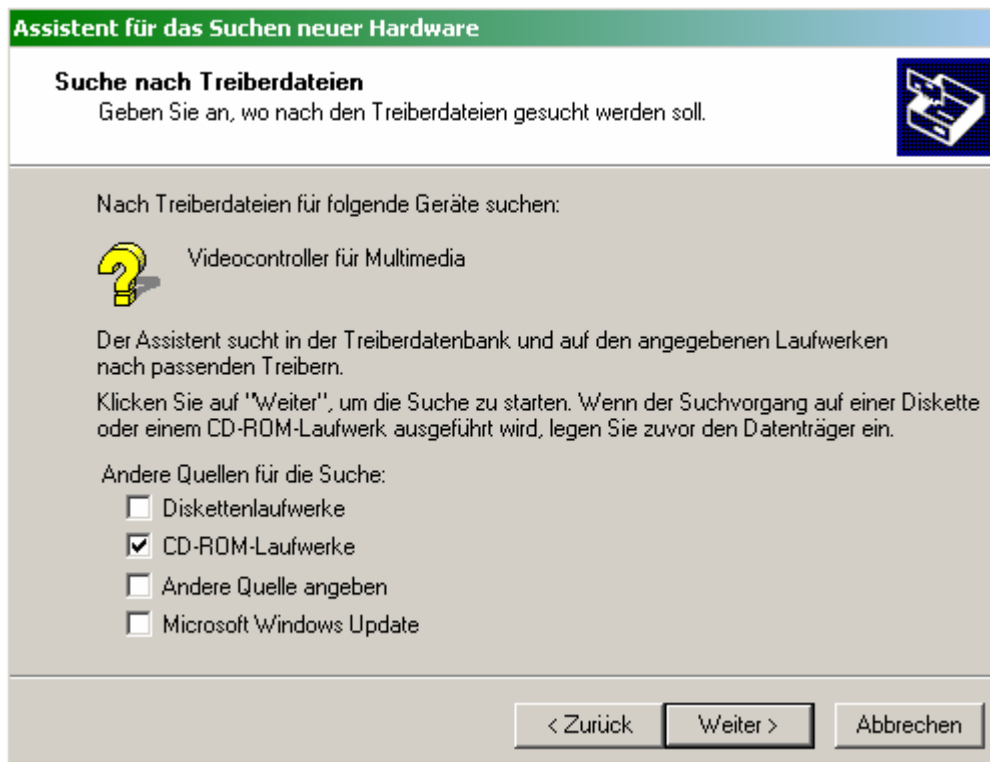 Assistent für das Suchen neuer Hardware
Suche nach Treiberdateien
Geben Sie an, wo nach den Treiberdateien gesucht werden soll.
Nach Treiberdateien für folgende Geräte suchen:
Videocontroller für Multimedia
Der Assistent sucht in der Treiberdatenbank und auf den angegebenen Laufwerken
nach passenden Treibern.
Klicken Sie auf "Weiter", um die Suche zu starten. Wenn der Suchvorgang auf einer Diskette
oder einem CD-ROM-Laufwerk ausgeführt wird, legen Sie zuvor den Datenträger ein.
Andere Quellen für die Suche:
Diskettenlaufwerke
CD-ROM-Laufwerke
Andere Quelle angeben
Microsoft Windows Update
< Zurück Weiter > Abbrechen